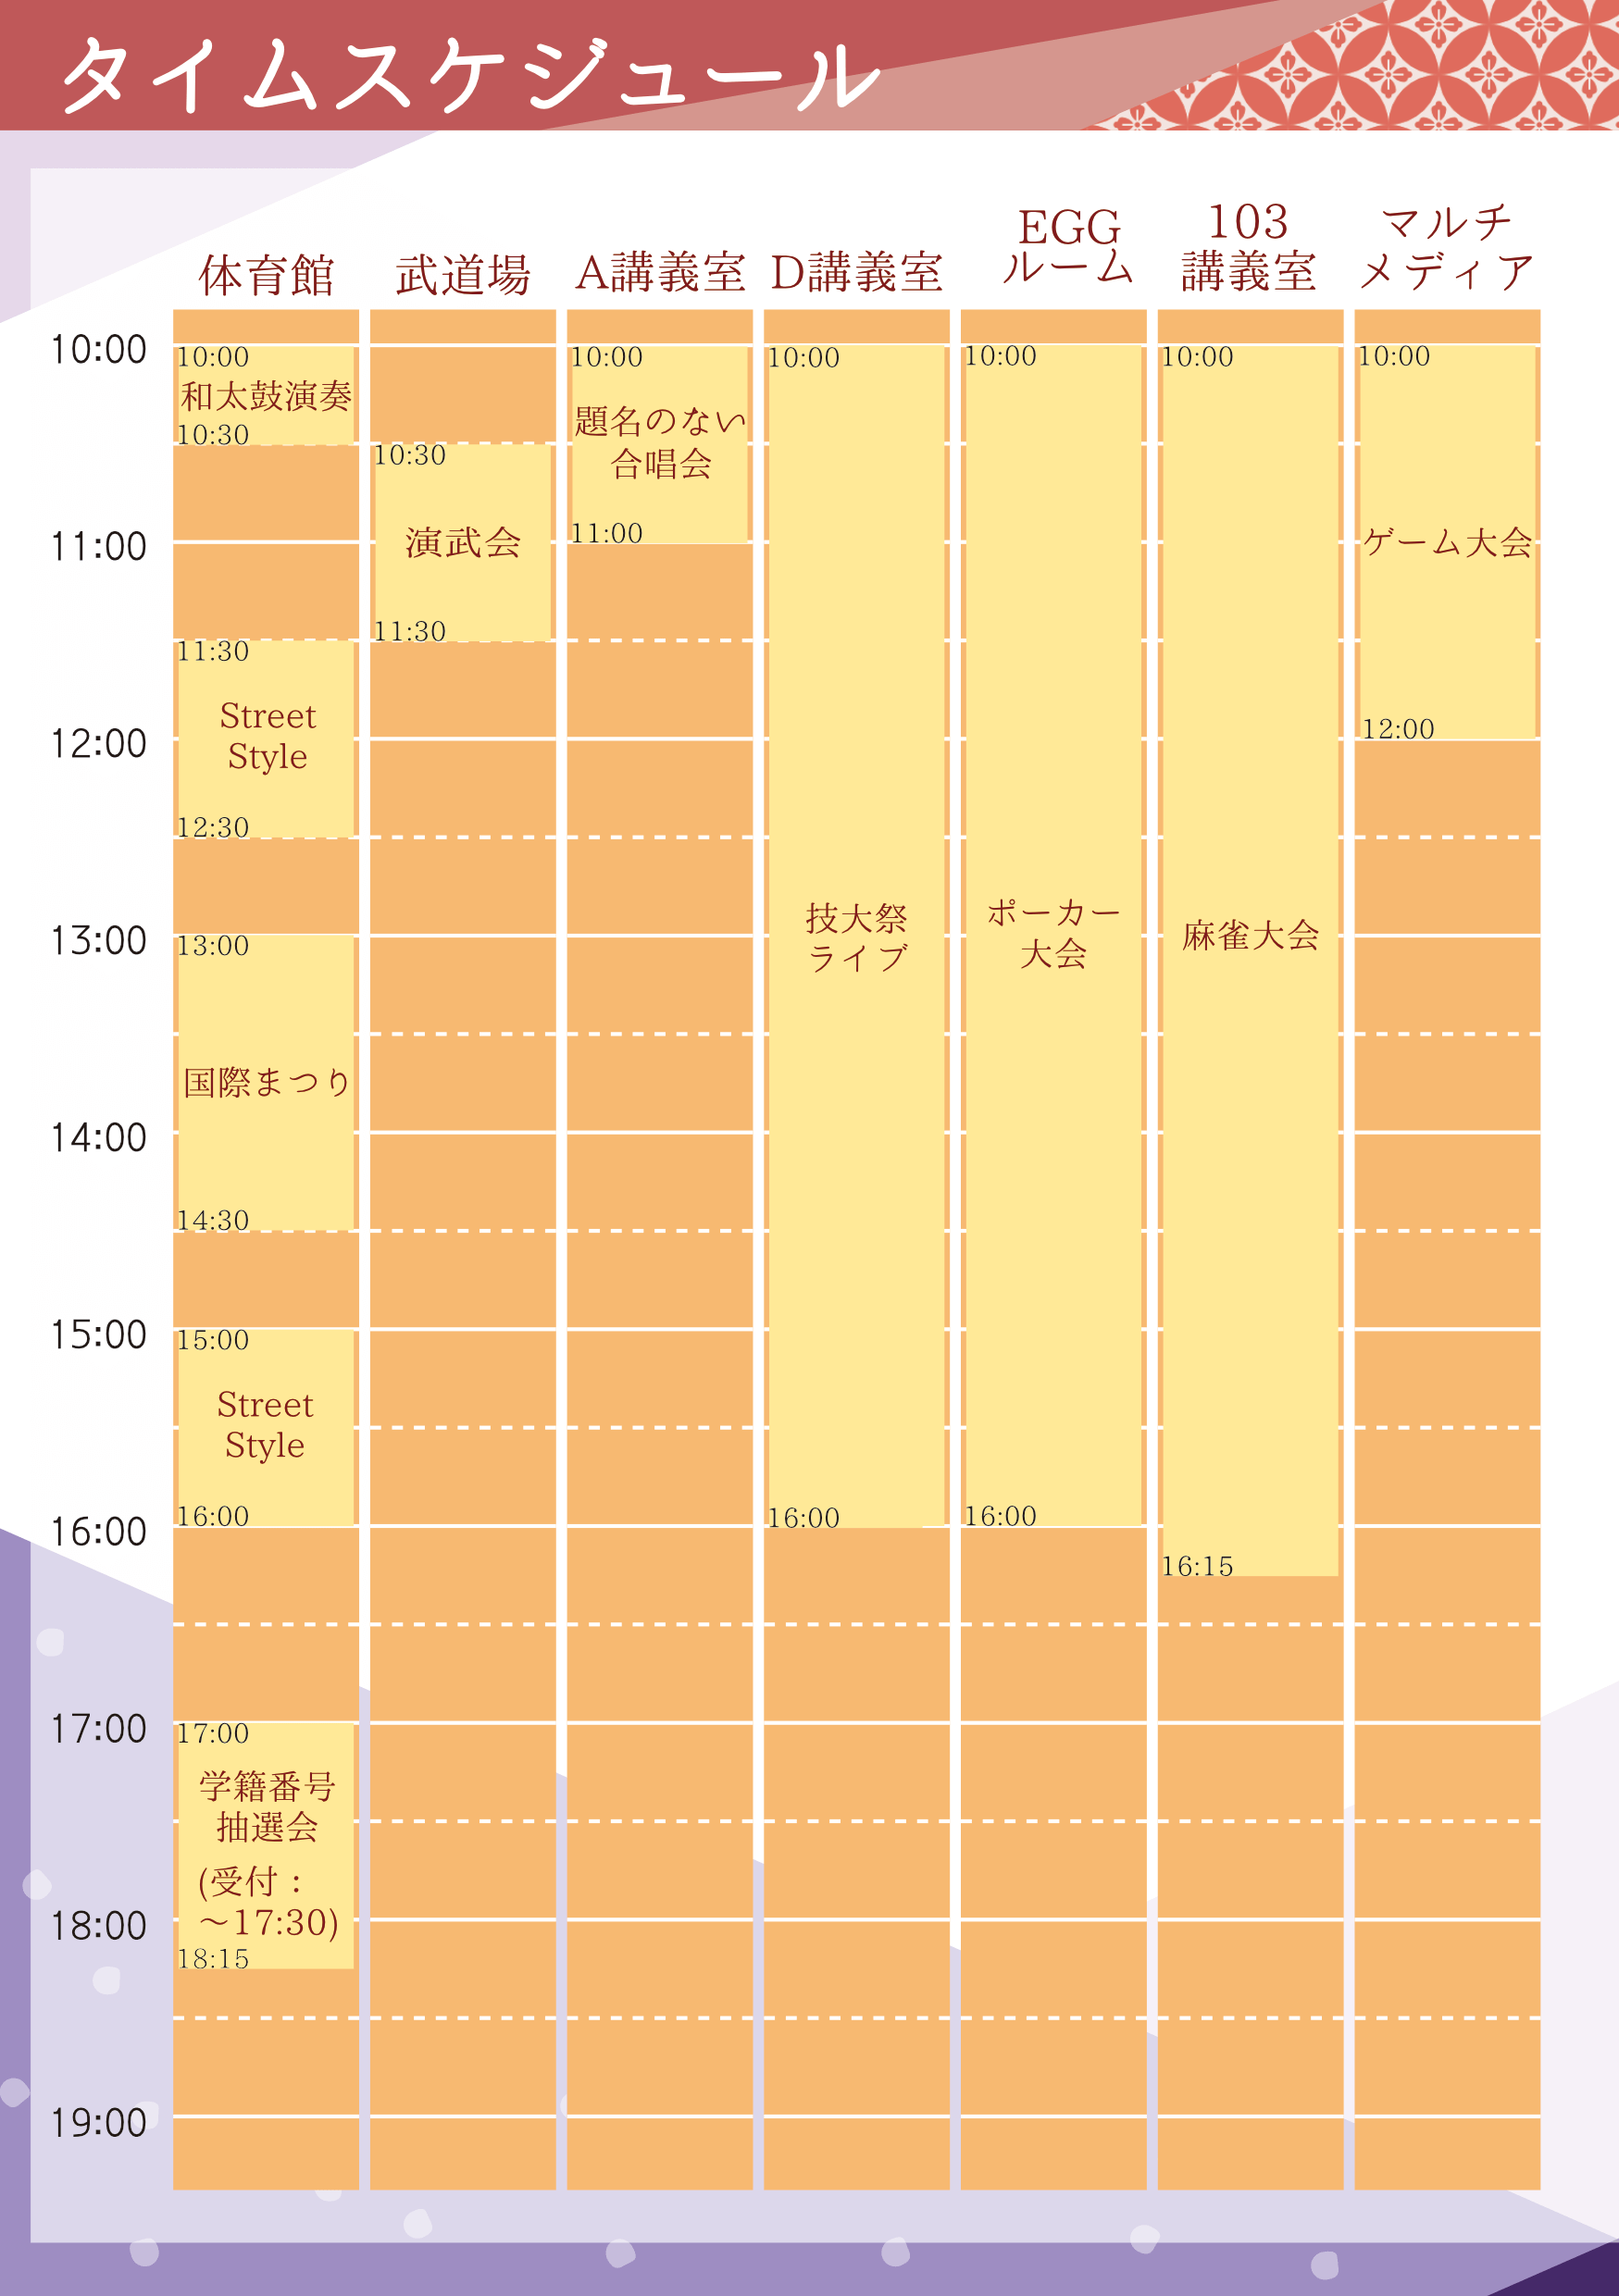 タイムスケジュール
体育館
武道場
A講義室
D講義室
EGG
ルーム
103
講義室
マルチ
メディア
10:00
11:00
12:00
13:00
14:00
15:00
16:00
17:00
18:00
19:00
10:00
和太鼓演奏
10:30
11:30
Street
Style
12:30
13:00
国際まつり
14:30
15:00
Street
Style
16:00
17:00
学籍番号
抽選会
(受付：
～17:30)
18:15
10:30
演武会
11:30
10:00
題名のない
合唱会
11:00
10:00
技大祭
ライブ
16:00
10:00
ポーカー
大会
16:00
10:00
麻雀大会
16:15
10:00
ゲーム大会
12:00